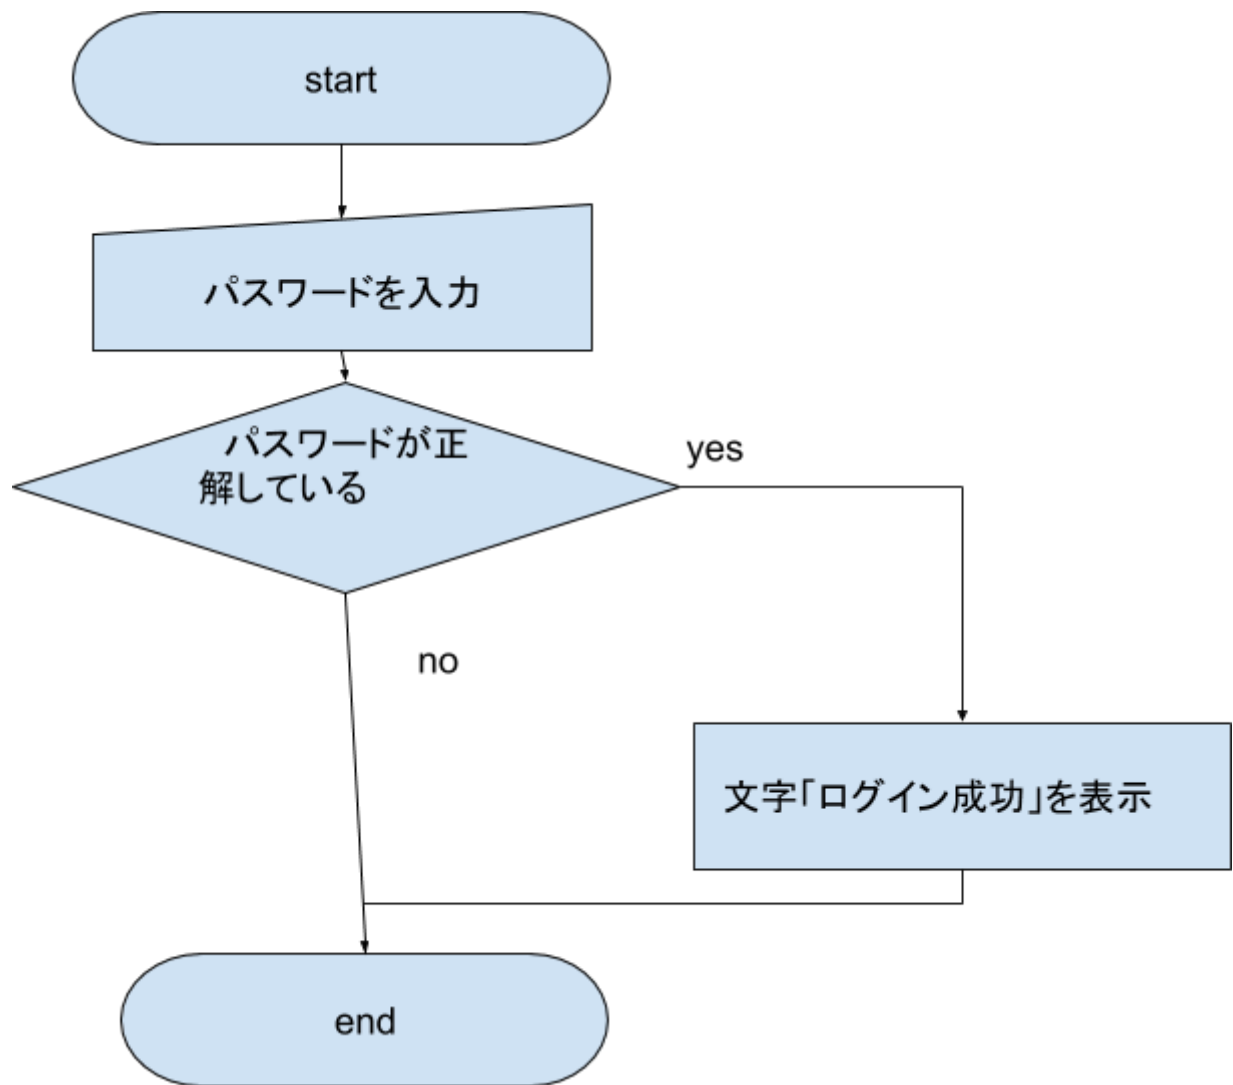 start
パスワードを入力
パスワードが正
解している
yes
no
文字「ログイン成功」を表示
end